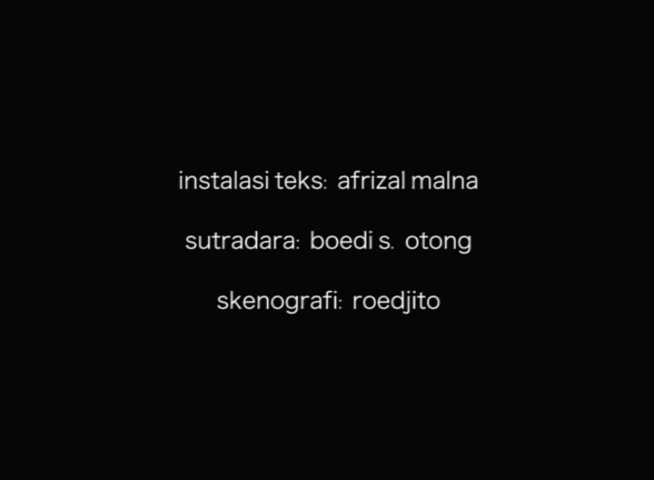 instalasi teks: afrizal malna
sutradara: boedi s. otong
skenografi: roedjito